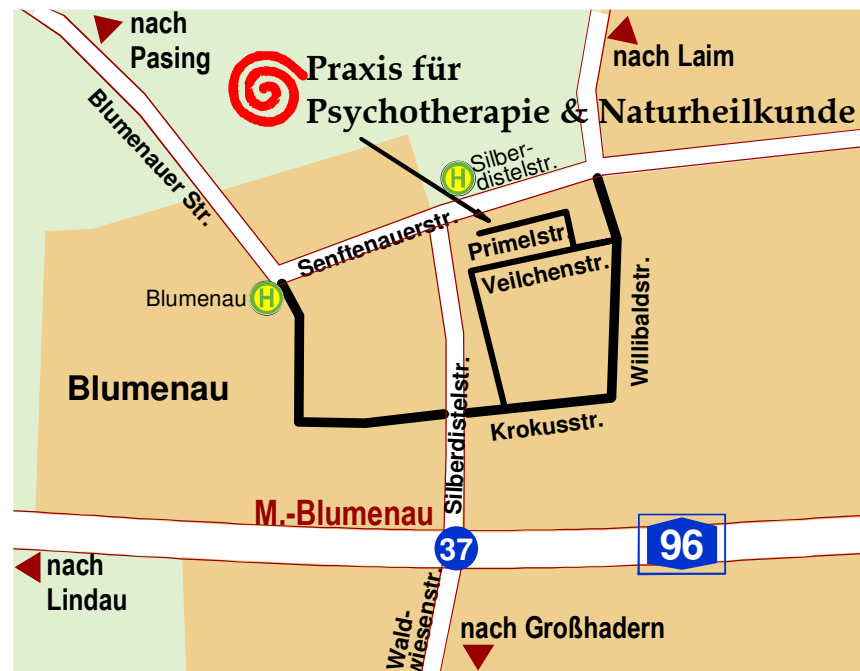 nach
Pasing
nach Laim
Praxis für
Psychotherapie & Naturheilkunde
Blumenauer Str.
H
Silber-
distelstr.
Senftenauerstr.
Primelstr.
Veilchenstr.
Blumenau
H
Willibaldstr.
Blumenau
Silberdistelstr.
Krokusstr.
M.-Blumenau
37
96
nach
Lindau
Wald-
wiesenstr.
nach Großhadern